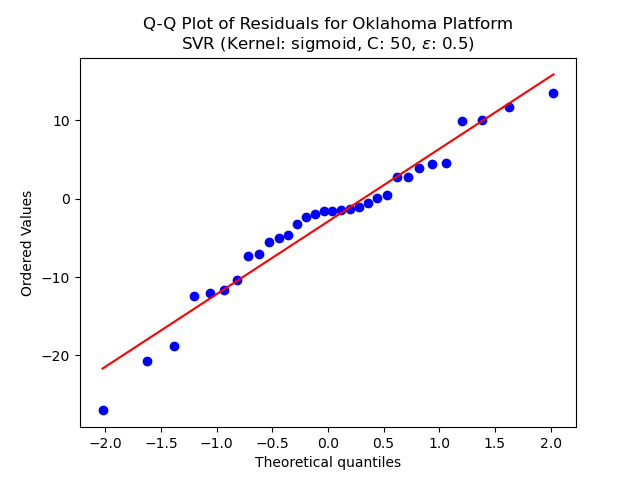 Q-Q Plot of Residuals for Oklahoma Platform
SVR (Kernel: sigmoid, C: 50, ε: 0.5)
Ordered Values
10
0
−10
−20
−2.0 −1.5 −1.0 −0.5 0.0 0.5 1.0 1.5 2.0
Theoretical quantiles